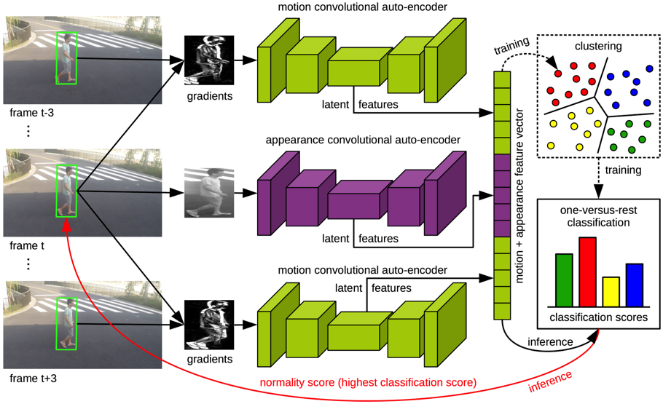 motion convolutional auto-encoder
training
clustering
gradients
latent features
frame t-3
...
appearance convolutional auto-encoder
motion + appearance feature vector
training
one-versus-rest
classification
latent features
frame t
...
motion convolutional auto-encoder
latent features
classification scores
gradients
inference
frame t+3
normality score (highest classification score)
inference